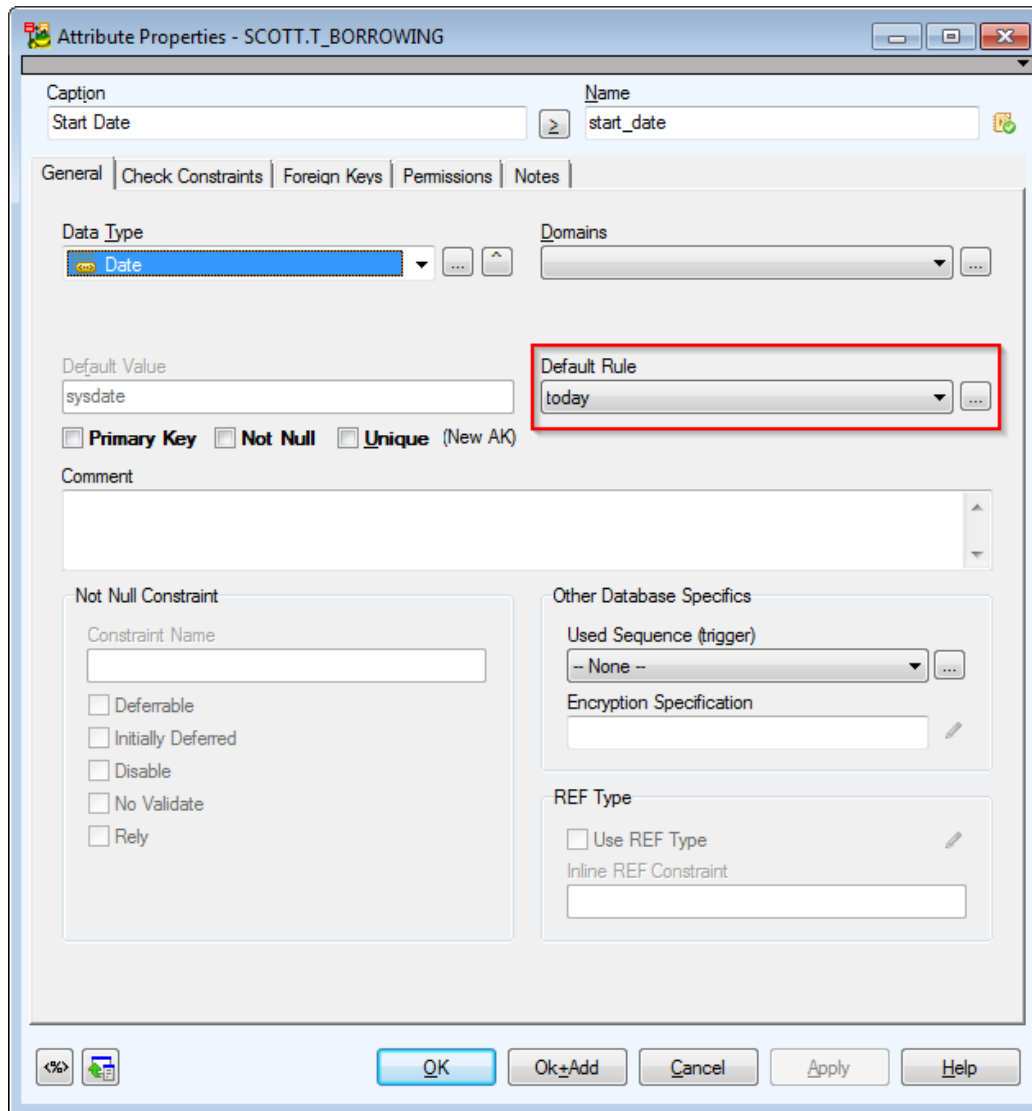 Attribute Properties - SCOTT.T_BORROWING
Caption Name
Start Date ≥ start_date
General Check Constraints Foreign Keys Permissions Notes
Data Type Domains
Date ... ^ ...
Default Value Default Rule
sysdate today ...
Primary Key Not Null Unique (New AK)
Comment
Not Null Constraint Other Database Specifics
Constraint Name Used Sequence (trigger)
-- None -- ...
Deferrable Encryption Specification
Initially Deferred
Disable
No Validate REF Type
Rely Use REF Type
Inline REF Constraint
<%> OK Ok+Add Cancel Apply Help